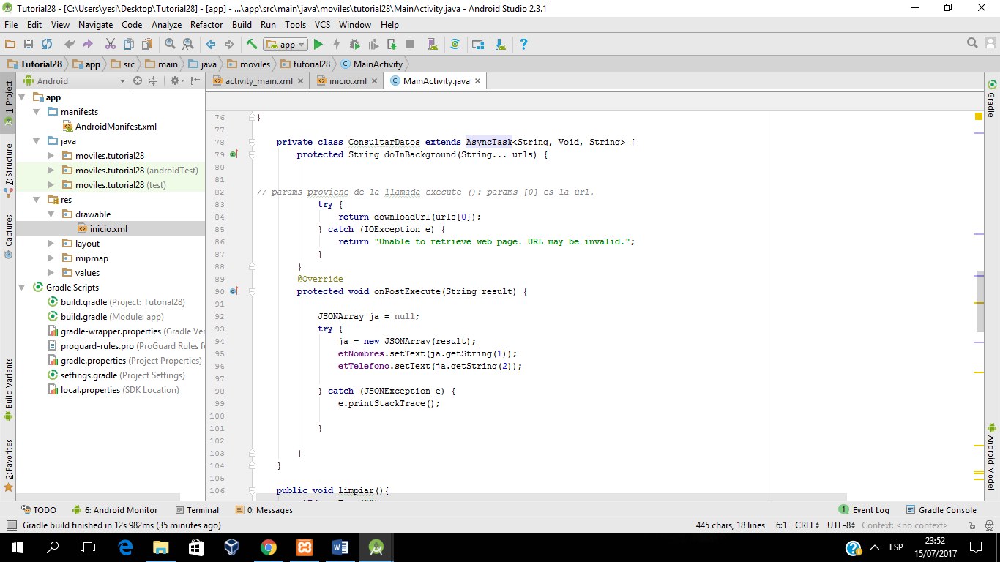 Tutorial28 - [C:\Users\yesi\Desktop\Tutorial28] - [app] - ...\app\src\main\java\moviles\tutorial28\MainActivity.java - Android Studio 2.3.1
File Edit View Navigate Code Analyze Refactor Build Run Tools VCS Window Help
app
Tutorial28 app src main java moviles tutorial28 MainActivity
1: Project
7: Structure
Captures
Build Variants
2: Favorites
Android
app
manifests
AndroidManifest.xml
java
moviles.tutorial28
moviles.tutorial28 (androidTest)
moviles.tutorial28 (test)
res
drawable
inicio.xml
layout
mipmap
values
Gradle Scripts
build.gradle (Project: Tutorial28)
build.gradle (Module: app)
gradle-wrapper.properties (Gradle Ver
proguard-rules.pro (ProGuard Rules fo
gradle.properties (Project Properties)
settings.gradle (Project Settings)
local.properties (SDK Location)
activity_main.xml inicio.xml MainActivity.java
76 }
77
78 private class ConsultarDatos extends AsyncTask<String, Void, String> {
79 protected String doInBackground(String... urls) {
80
81
82 // params proviene de la llamada execute (): params [0] es la url.
83 try {
84 return downloadUrl(urls[0]);
85 } catch (IOException e) {
86 return "Unable to retrieve web page. URL may be invalid.";
87 }
88 }
89 @Override
90 protected void onPostExecute(String result) {
91
92 JSONArray ja = null;
93 try {
94 ja = new JSONArray(result);
95 etNombres.setText(ja.getString(1));
96 etTelefono.setText(ja.getString(2));
97
98 } catch (JSONException e) {
99 e.printStackTrace();
100
101 }
102
103 }
104 }
105
106 public void limpiar(){
Gradle
Android Model
TODO 6: Android Monitor Terminal 0: Messages 1 Event Log Gradle Console
Gradle build finished in 12s 982ms (35 minutes ago) 445 chars, 18 lines 6:1 CRLF UTF-8 Context: <no context>
ESP 23:52
15/07/2017